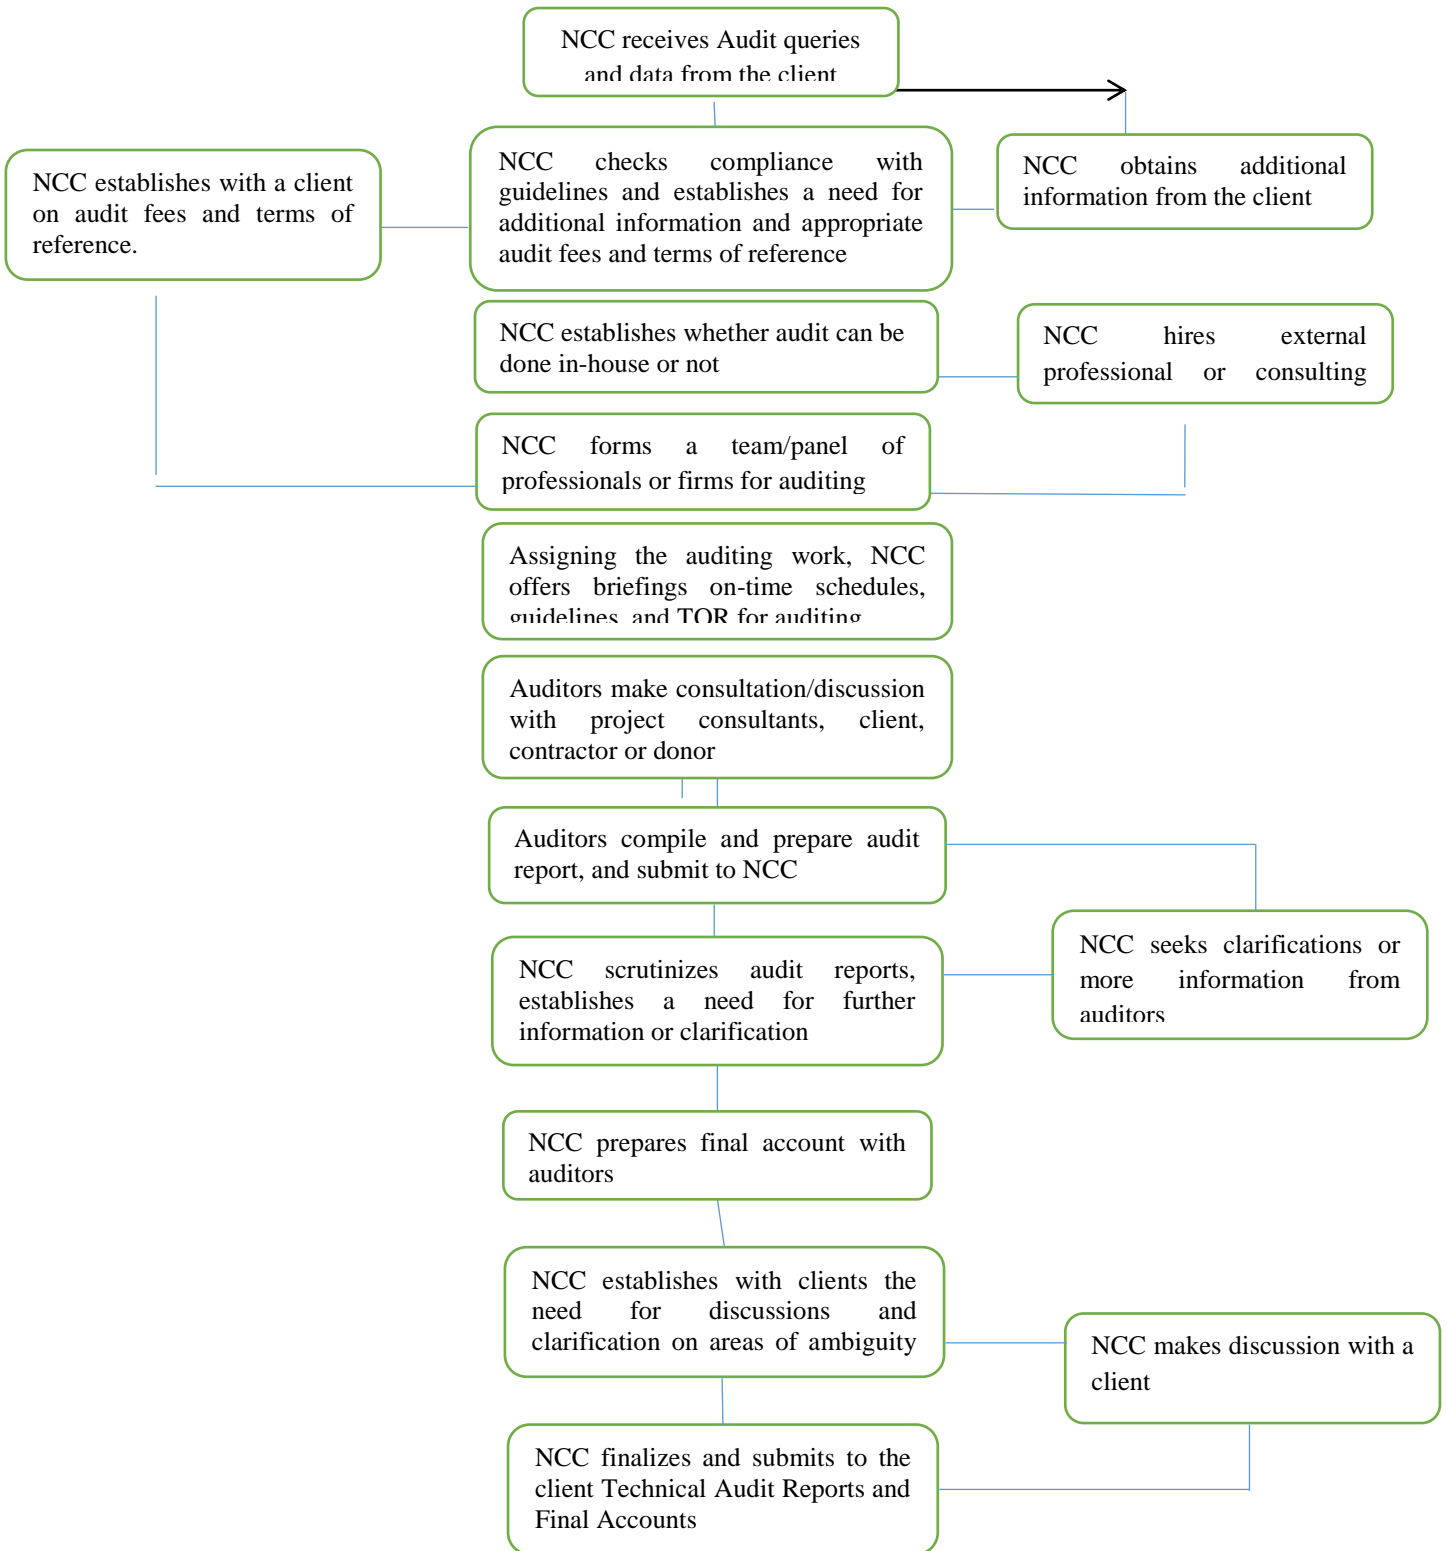 NCC receives Audit queries
and data from the client
NCC checks compliance with
guidelines and establishes a need for
additional information and appropriate
audit fees and terms of reference
NCC obtains additional
information from the client
NCC establishes with a client
on audit fees and terms of
reference.
NCC establishes whether audit can be
done in-house or not
NCC hires external
professional or consulting
NCC forms a team/panel of
professionals or firms for auditing
Assigning the auditing work, NCC
offers briefings on-time schedules,
guidelines, and TOR for auditing
Auditors make consultation/discussion
with project consultants, client,
contractor or donor
Auditors compile and prepare audit
report, and submit to NCC
NCC scrutinizes audit reports,
establishes a need for further
information or clarification
NCC seeks clarifications or
more information from
auditors
NCC prepares final account with
auditors
NCC establishes with clients the
need for discussions and
clarification on areas of ambiguity
NCC makes discussion with a
client
NCC finalizes and submits to the
client Technical Audit Reports and
Final Accounts